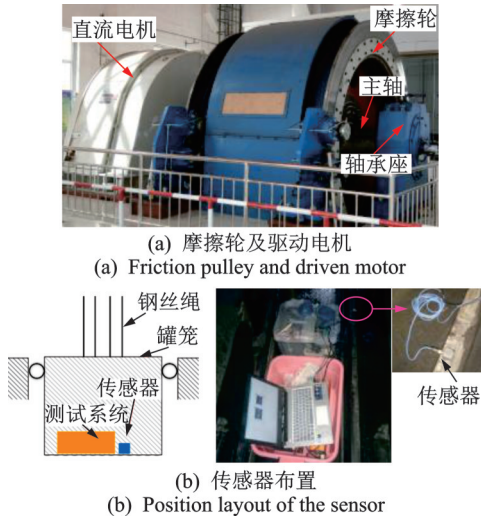 直流电机
摩擦轮
主轴
轴承座
(a) 摩擦轮及驱动电机
(a) Friction pulley and driven motor
钢丝绳
罐笼
传感器
测试系统
传感器
(b) 传感器布置
(b) Position layout of the sensor